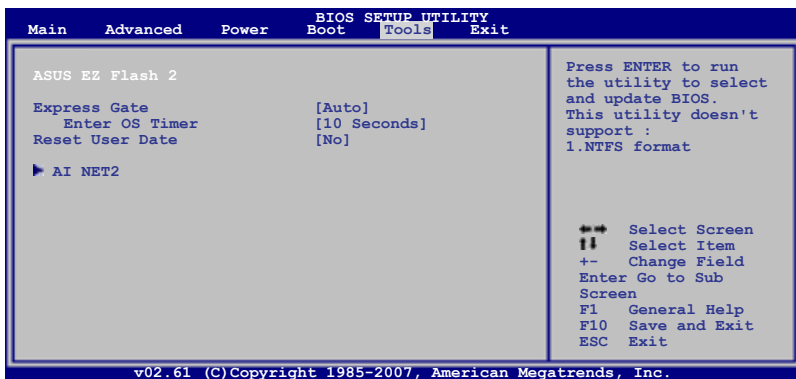 BIOS SETUP UTILITY
Main Advanced Power Boot Tools Exit
ASUS EZ Flash 2
Express Gate [Auto]
Enter OS Timer [10 Seconds]
Reset User Date [No]
AI NET2
Press ENTER to run
the utility to select
and update BIOS.
This utility doesn't
support :
1.NTFS format
Select Screen
Select Item
+- Change Field
Enter Go to Sub
Screen
F1 General Help
F10 Save and Exit
ESC Exit
v02.61 (C)Copyright 1985-2007, American Megatrends, Inc.